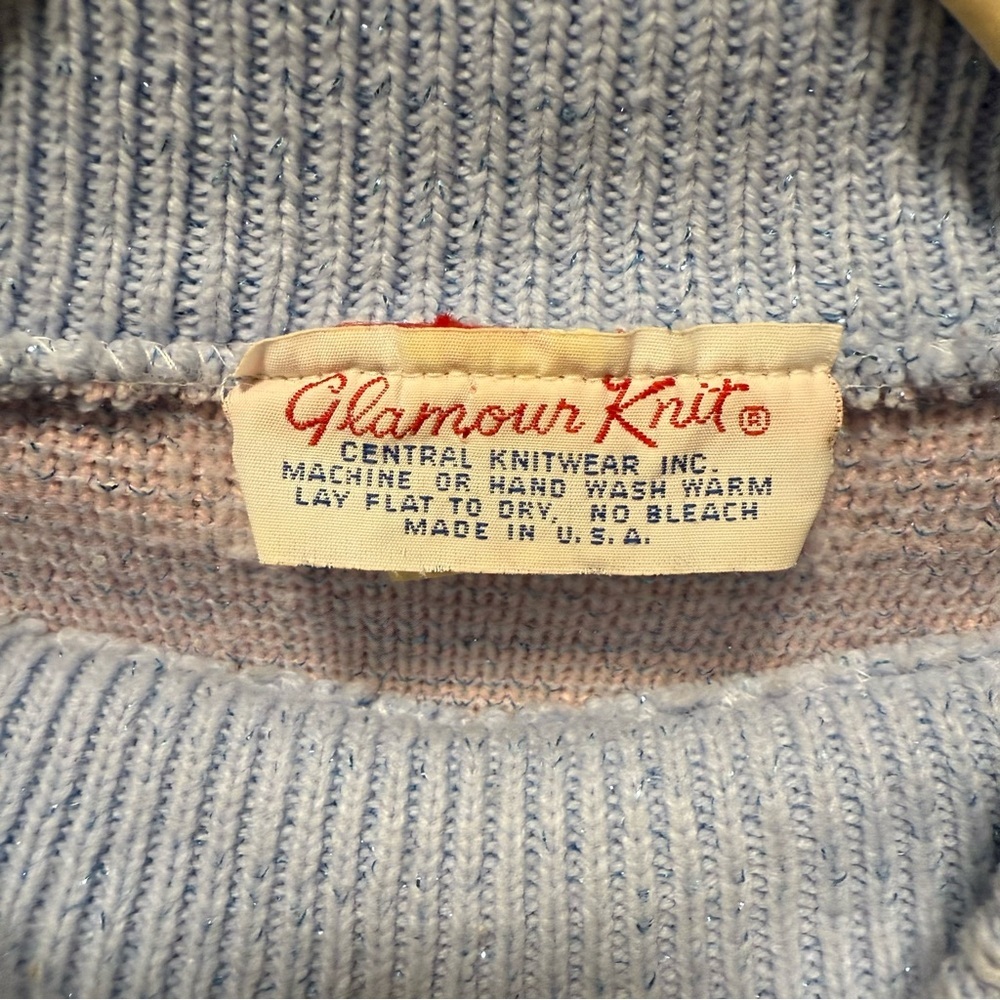 Glamour Knit ®
CENTRAL KNITWEAR INC.
MACHINE OR HAND WASH WARM
LAY FLAT TO DRY, NO BLEACH
MADE IN U.S.A.